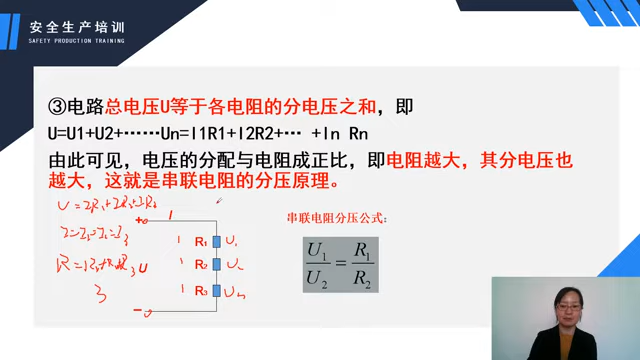 安全生产培训
SAFETY PRODUCTION TRAINING
③电路总电压U等于各电阻的分电压之和，即
U=U1+U2+……Un=I1R1+I2R2+… +In Rn
由此可见，电压的分配与电阻成正比，即电阻越大，其分电压也
越大，这就是串联电阻的分压原理。
串联电阻分压公式：
U₁/U₂ = R₁/R₂
+ I
I R₁ U₁
U
I R₂ U₂
I R₃
3
−